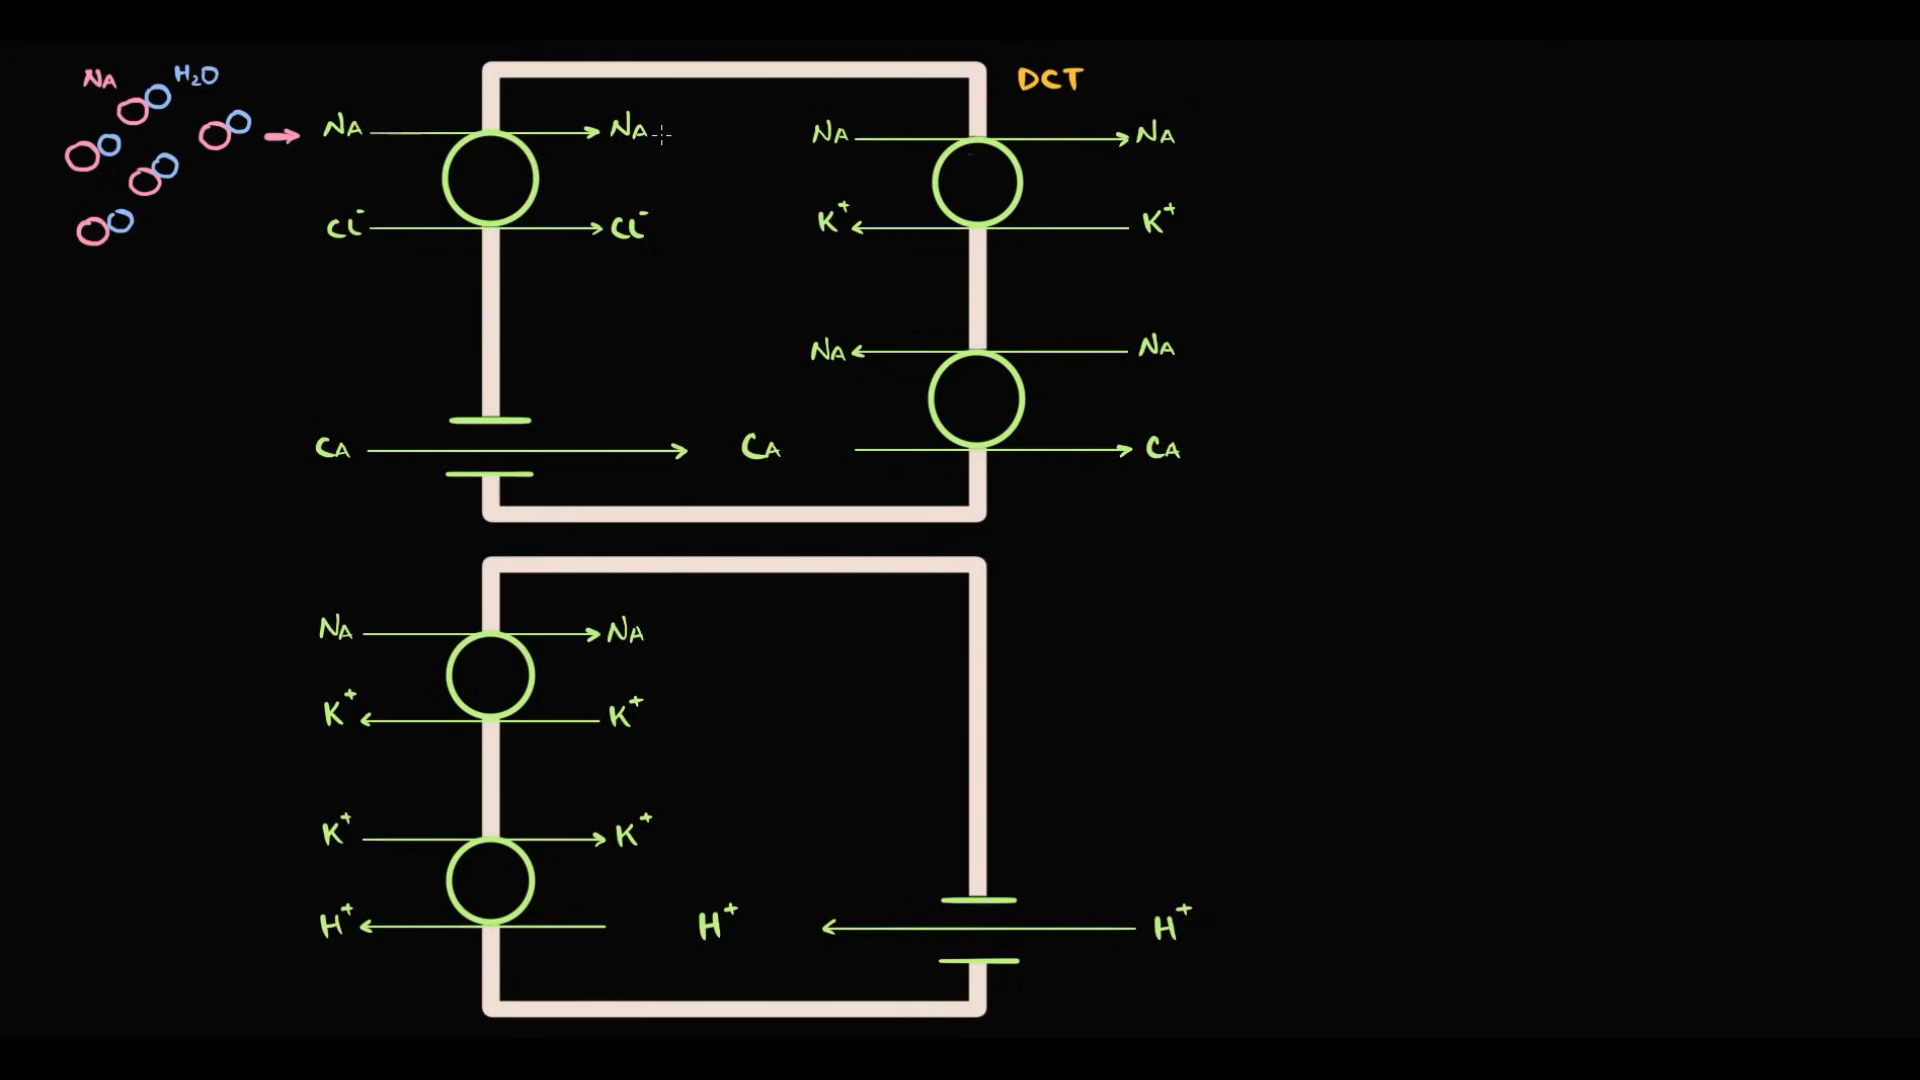 NA H₂O
DCT
NA NA NA NA
Cl⁻ Cl⁻ K⁺ K⁺
NA NA
CA CA CA
NA NA
K⁺ K⁺
K⁺ K⁺
H⁺ H⁺ H⁺